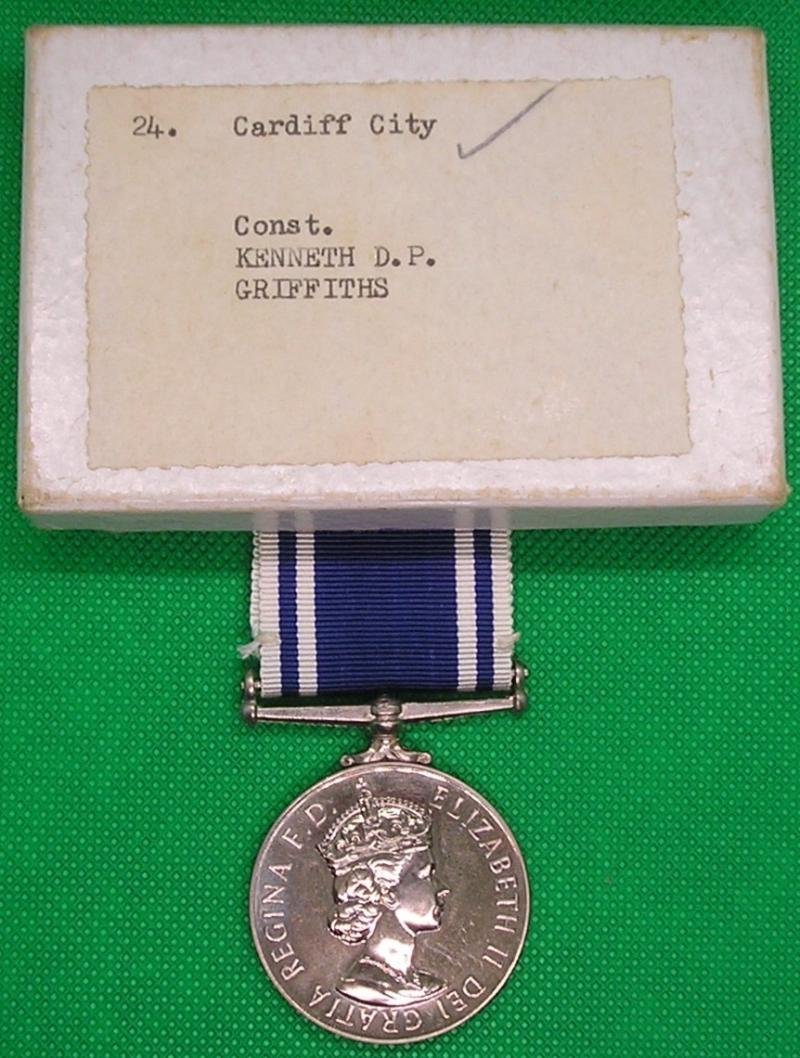 24. Cardiff City
Const.
KENNETH D.P.
GRIFFITHS
ELIZABETH II DEI GRATIA REGINA F.D.